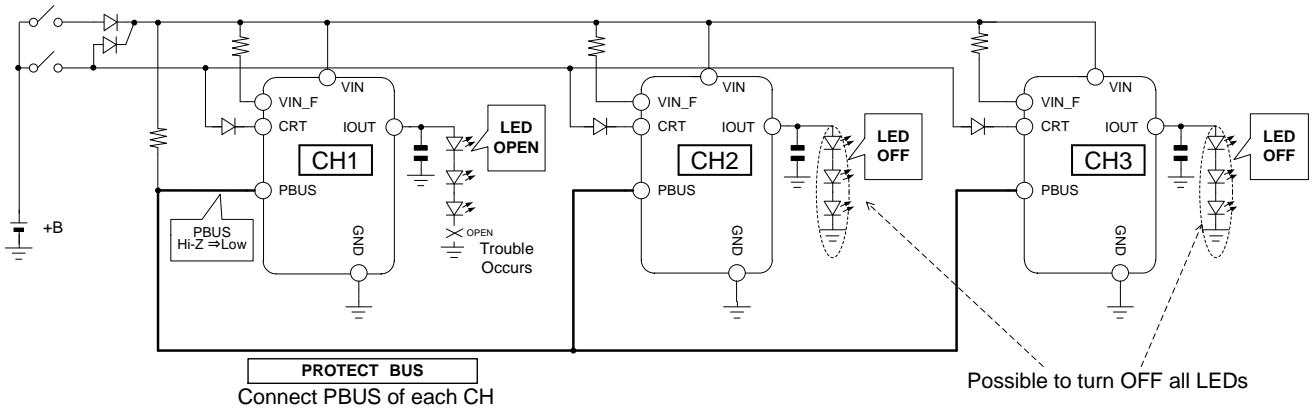 VIN
VIN_F
CRT
IOUT
CH1
PBUS
GND
LED
OPEN
PBUS
Hi-Z ⇒Low
OPEN
Trouble
Occurs
+B
VIN
VIN_F
CRT
IOUT
CH2
PBUS
GND
LED
OFF
VIN
VIN_F
CRT
IOUT
CH3
PBUS
GND
LED
OFF
PROTECT BUS
Connect PBUS of each CH
Possible to turn OFF all LEDs